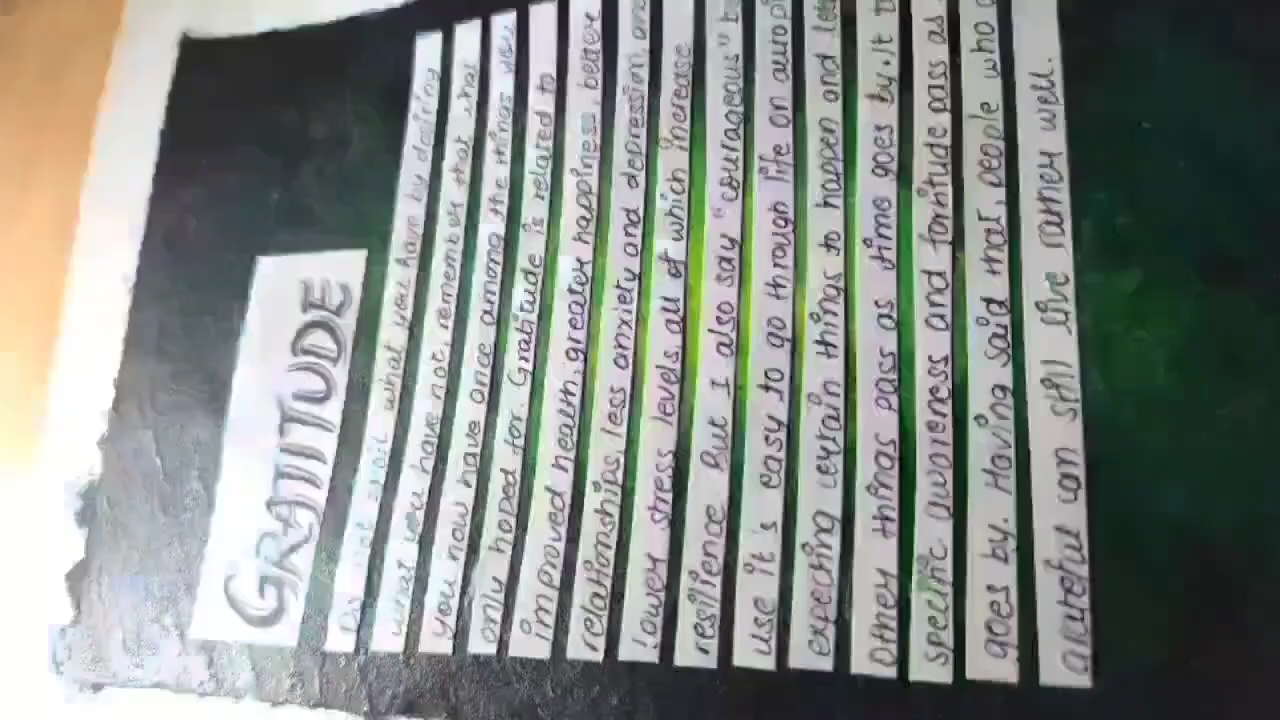 GRATITUDE
Do not spoil what you have by desiring
what you have not, remember that what
you now have once among the things you
only hoped for. Gratitude is related to
improved health, greater happiness, better
relationships, less anxiety and depression, and
lower stress levels, all of which increase
resilience. But I also say "courageous"
use it's easy to go through life on
expecting certain things to happen and
other things pass as time goes by. It
specific awareness and fortitude pass as
goes by. Having said that, people who
grateful can still live rather well.